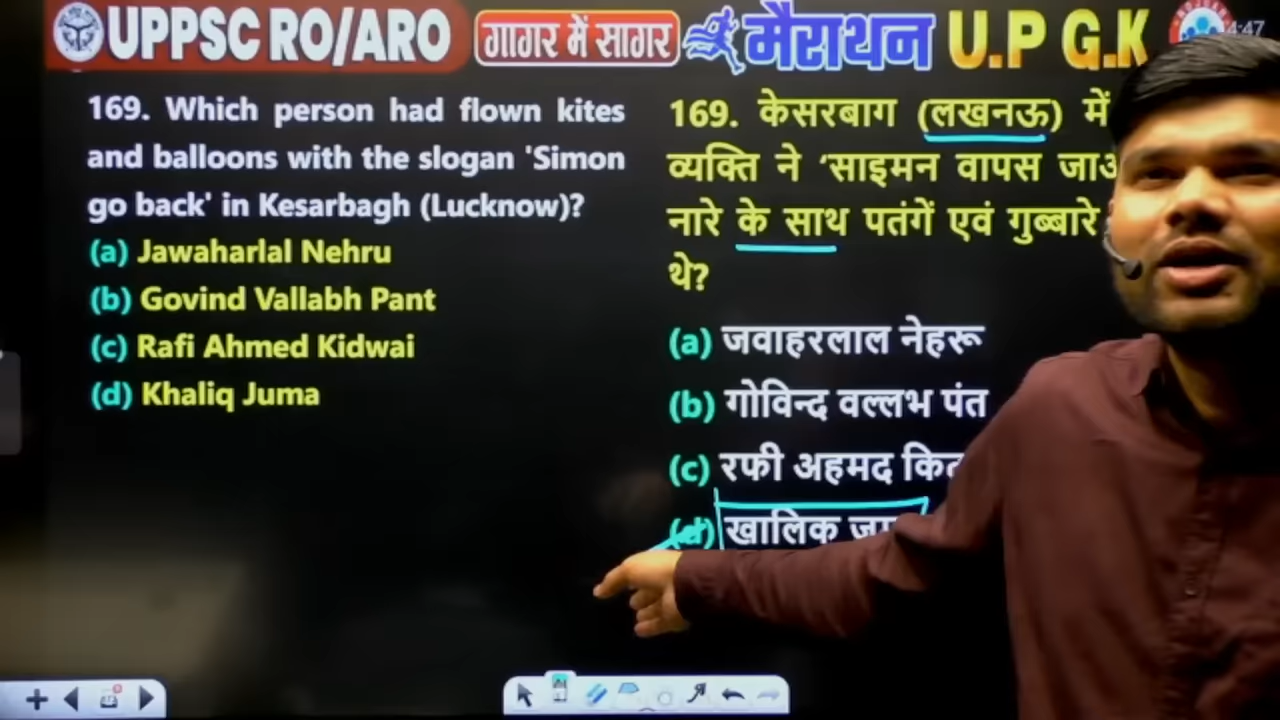 UPPSC RO/ARO गागर में सागर मैराथन U.P G.K
4:47
169. Which person had flown kites
and balloons with the slogan 'Simon
go back' in Kesarbagh (Lucknow)?
(a) Jawaharlal Nehru
(b) Govind Vallabh Pant
(c) Rafi Ahmed Kidwai
(d) Khaliq Juma
169. केसरबाग (लखनऊ) में
व्यक्ति ने ‘साइमन वापस
नारे के साथ पतंगें एवं गुब्बारे
थे?
(a) जवाहरलाल नेहरू
(b) गोविन्द वल्लभ पंत
(c) रफी अहमद
(d) खालिक